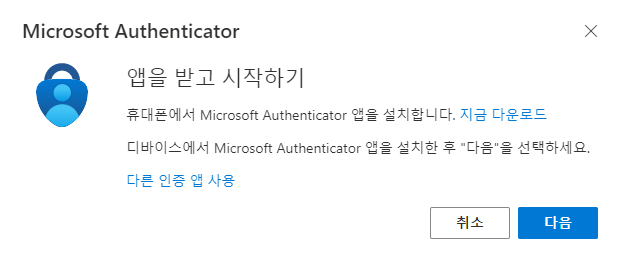 Microsoft Authenticator
앱을 받고 시작하기
휴대폰에서 Microsoft Authenticator 앱을 설치합니다. 지금 다운로드
디바이스에서 Microsoft Authenticator 앱을 설치한 후 "다음"을 선택하세요.
다른 인증 앱 사용
취소 다음